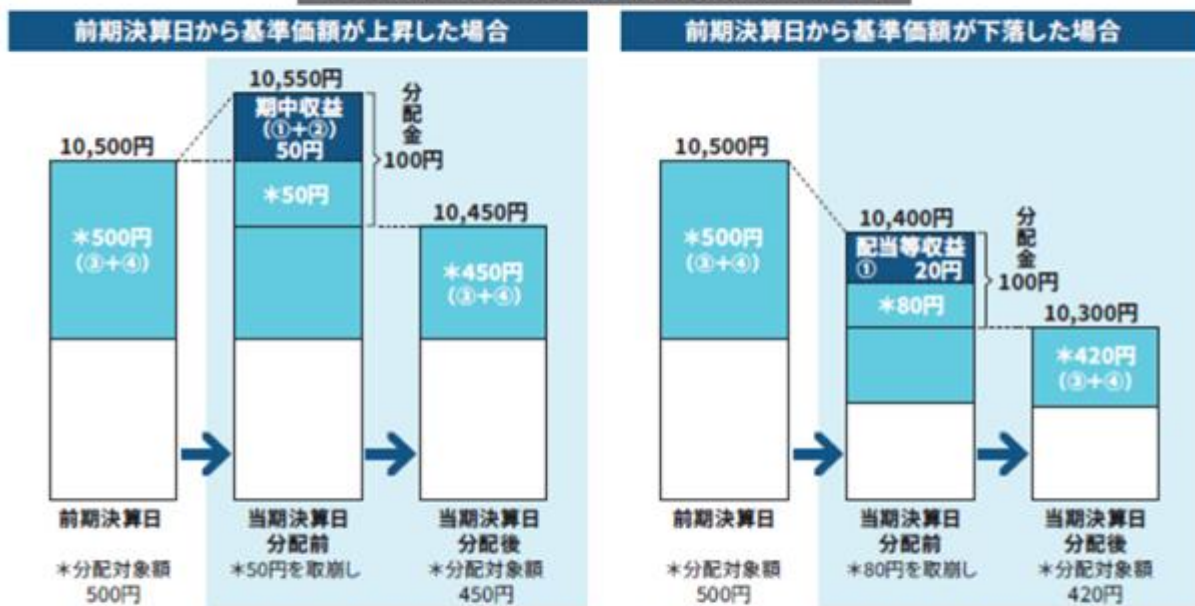 前期決算日から基準価額が上昇した場合
10,550円
期中収益
(①+②)
50円
分配金
100円
10,500円
*50円
10,450円
*500円
(③+④)
*450円
(③+④)
前期決算日
当期決算日
分配前
当期決算日
分配後
*分配対象額
500円
*50円を取崩し
*分配対象額
450円
前期決算日から基準価額が下落した場合
10,500円
10,400円
分配金
100円
*500円
(③+④)
配当等収益
① 20円
*80円
10,300円
*420円
(③+④)
前期決算日
当期決算日
分配前
当期決算日
分配後
*分配対象額
500円
*80円を取崩し
*分配対象額
420円